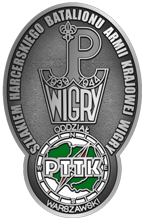 SZLAKIEM HARCERSKIEGO BATALIONU ARMII KRAJOWEJ WIGRY
P
WIGRY
ODDZIAŁ
PTTK
WARSZAWSKI